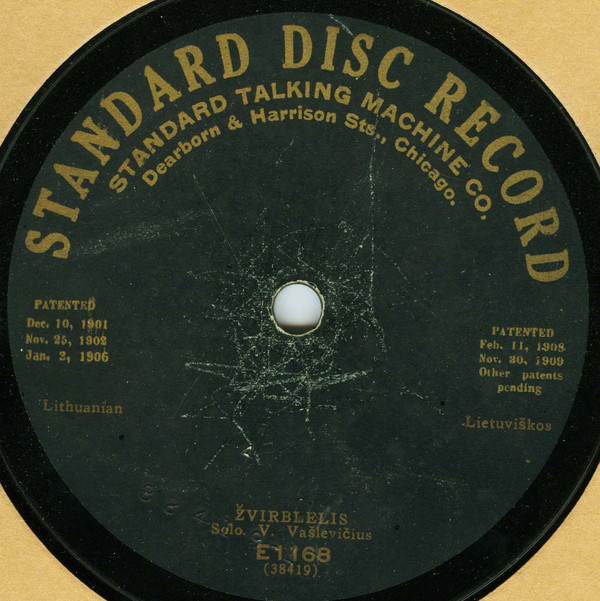 STANDARD DISC RECORD
STANDARD TALKING MACHINE CO.
Dearborn & Harrison Sts., Chicago.
PATENTED
Dec. 10, 1901
Nov. 25, 1902
Jan. 2, 1906
PATENTED
Feb. 11, 1908
Nov. 30, 1909
Other patents
pending
Lithuanian
Lietuviškos
ŽVIRBLELIS
Solo. V. Vašlevičius
E1168
(38419)